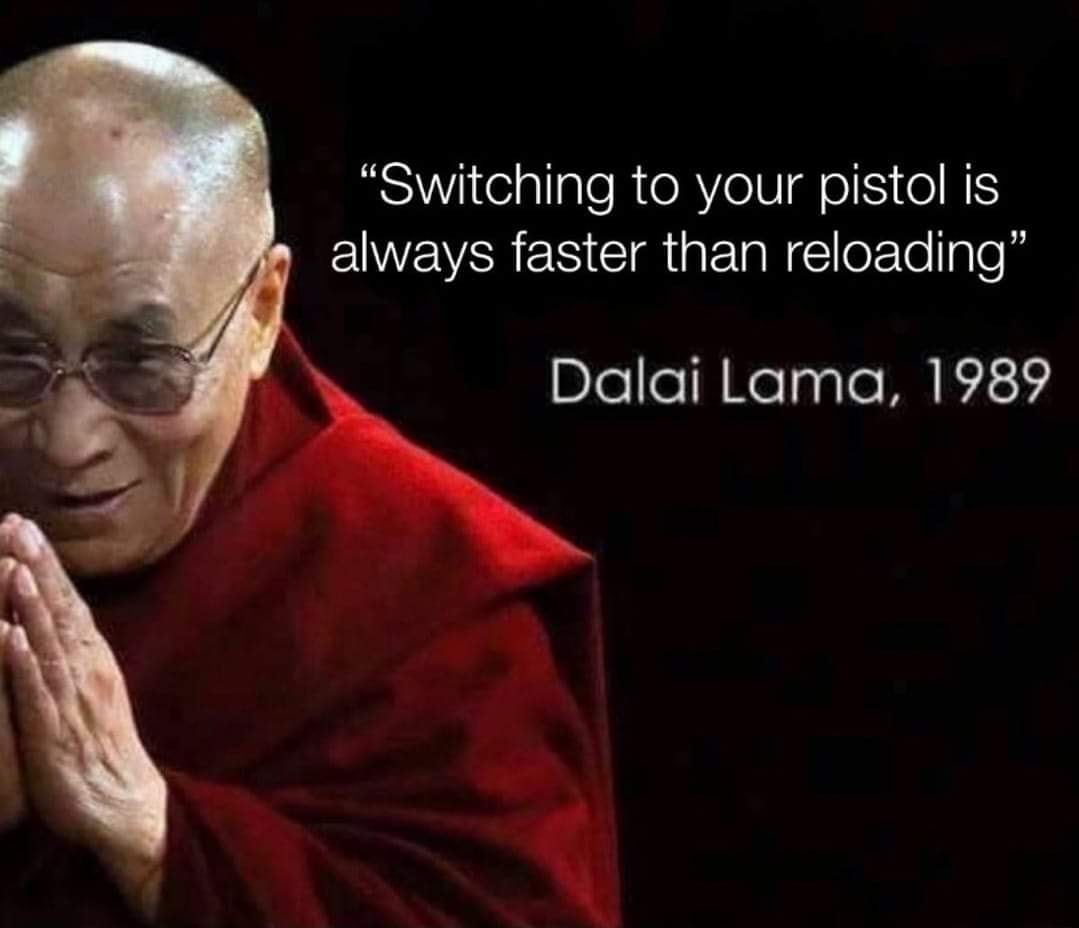 “Switching to your pistol is
always faster than reloading”
Dalai Lama, 1989